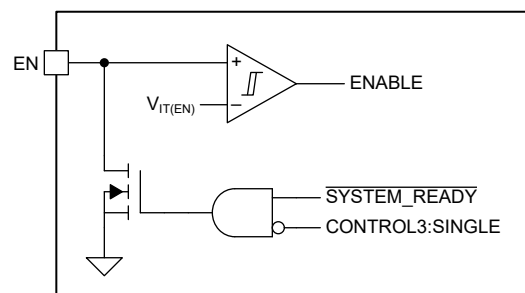 EN
+
ENABLE
V_IT(EN)
−
SYSTEM_READY
CONTROL3:SINGLE